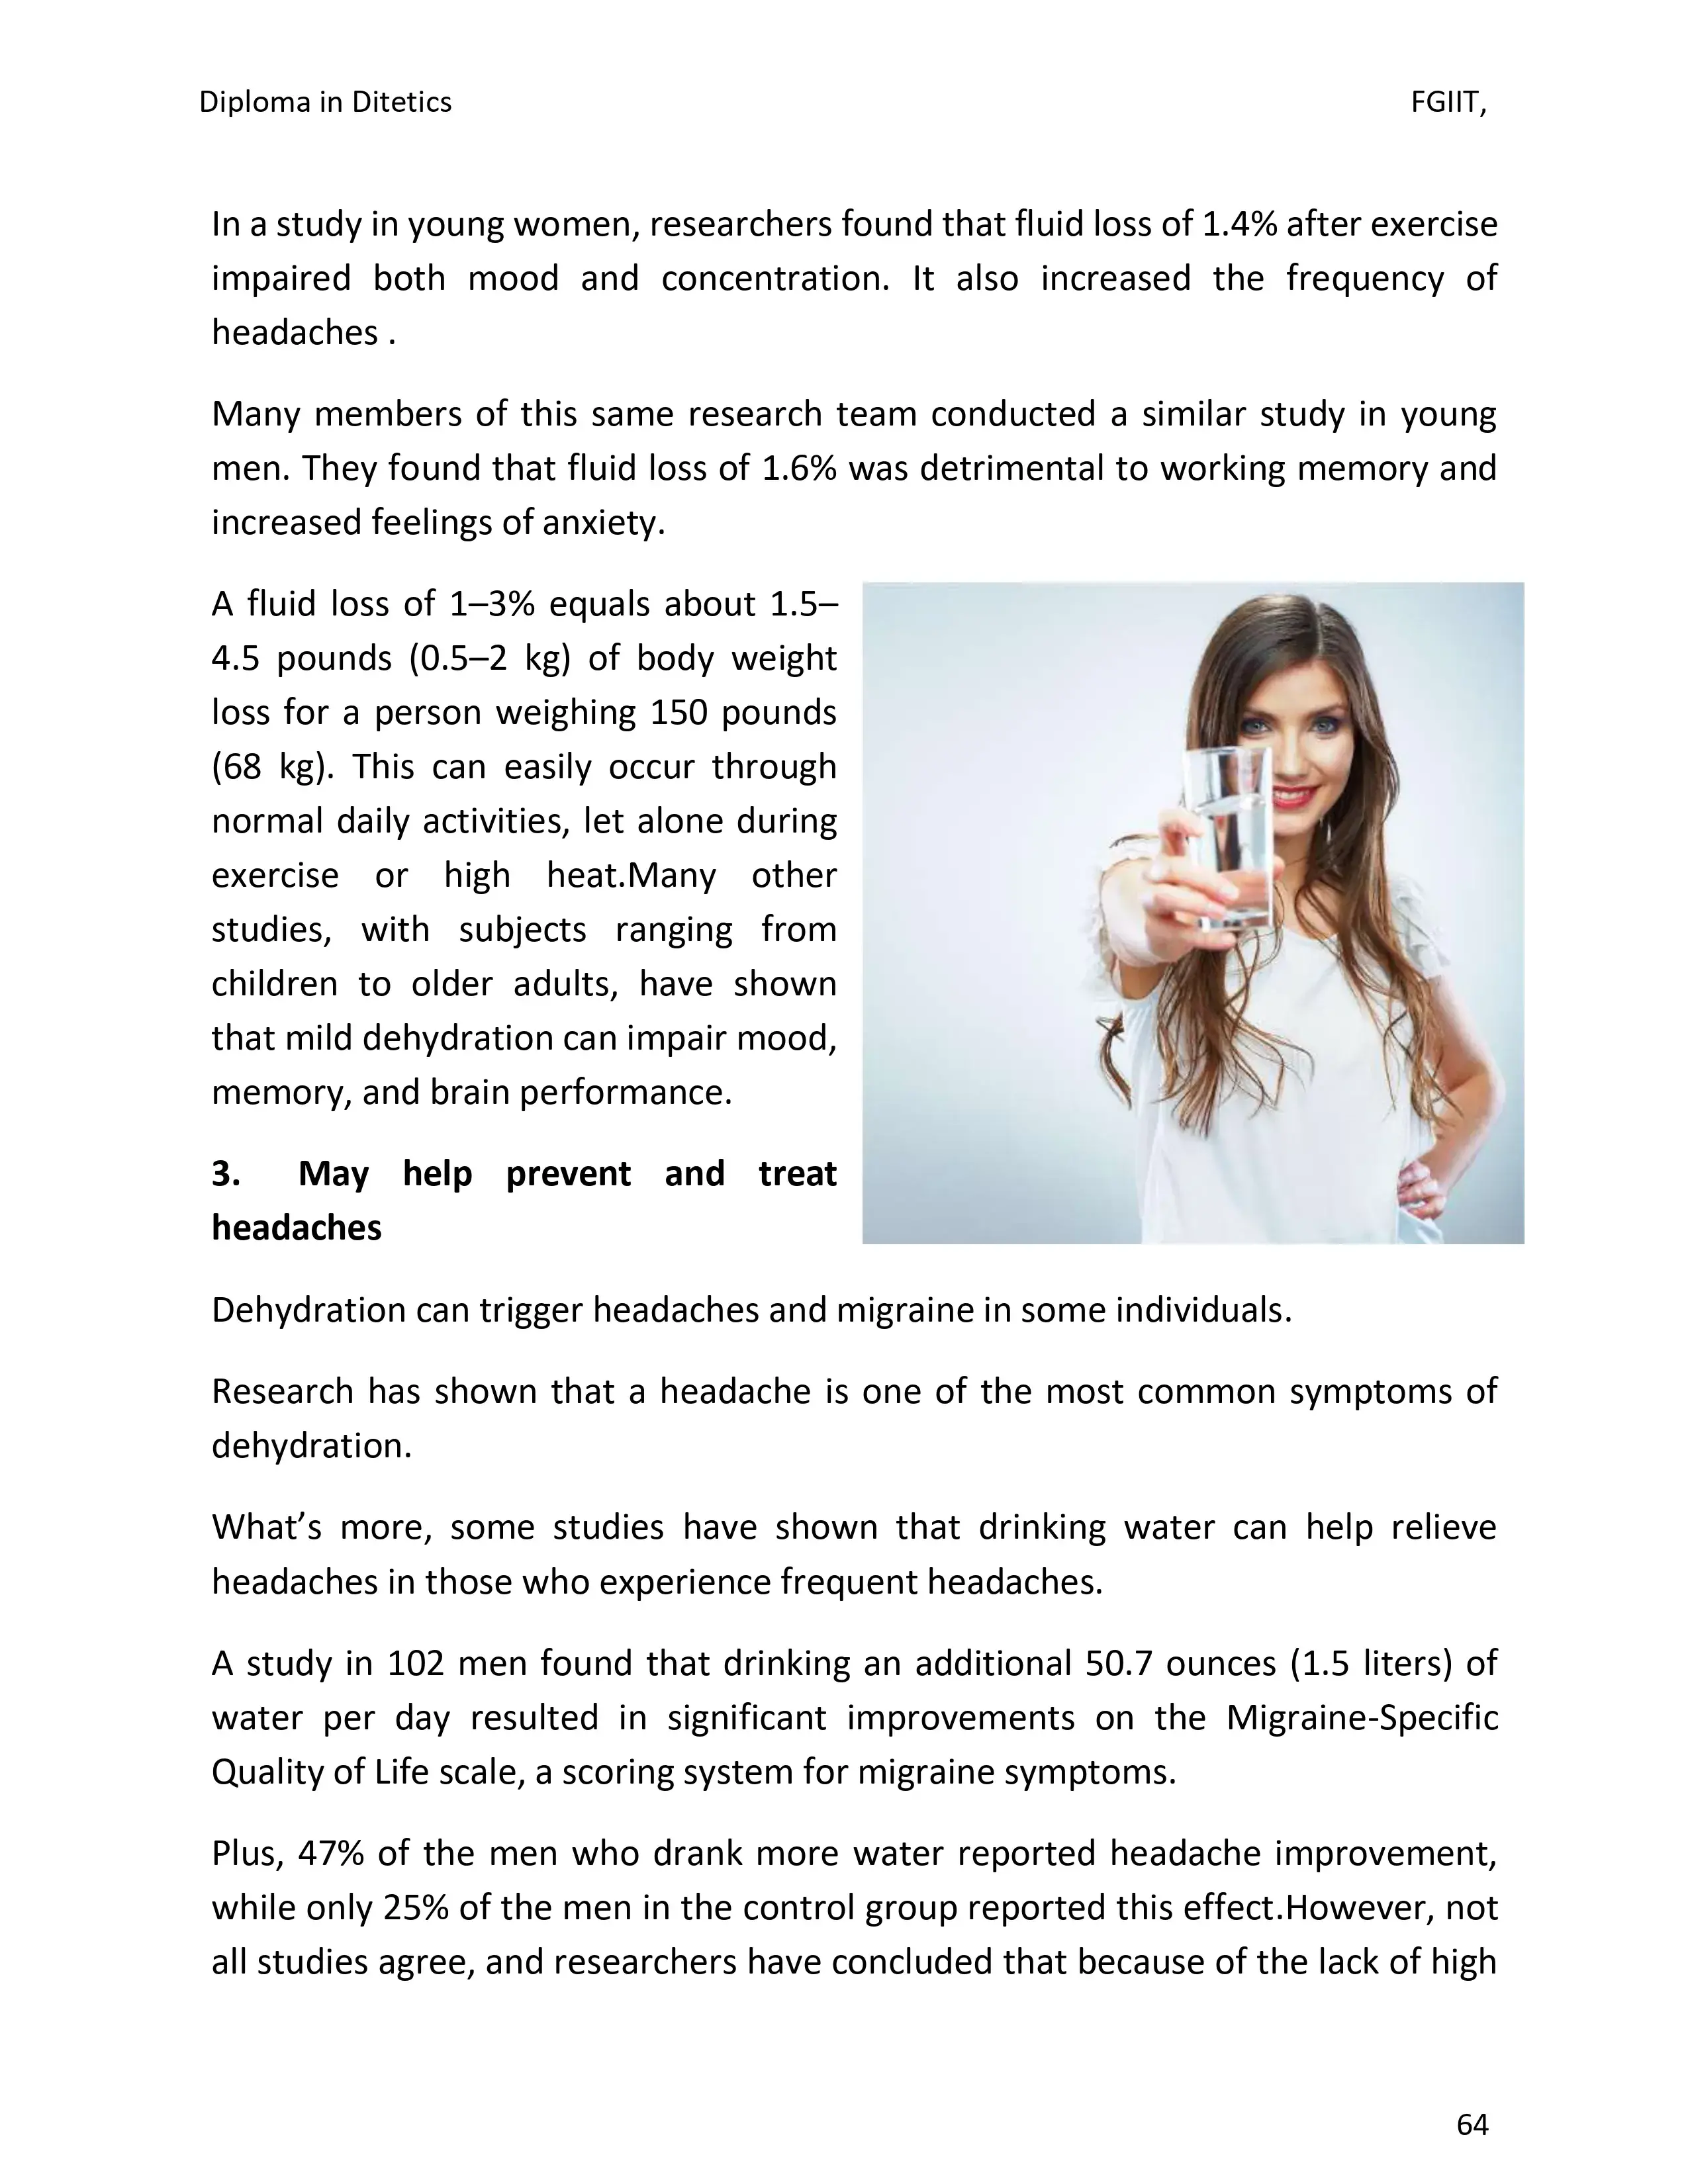 Diploma in Ditetics FGIIT,
In a study in young women, researchers found that fluid loss of 1.4% after exercise
impaired both mood and concentration. It also increased the frequency of
headaches .
Many members of this same research team conducted a similar study in young
men. They found that fluid loss of 1.6% was detrimental to working memory and
increased feelings of anxiety.
A fluid loss of 1–3% equals about 1.5–
4.5 pounds (0.5–2 kg) of body weight
loss for a person weighing 150 pounds
(68 kg). This can easily occur through
normal daily activities, let alone during
exercise or high heat.Many other
studies, with subjects ranging from
children to older adults, have shown
that mild dehydration can impair mood,
memory, and brain performance.
3. May help prevent and treat
headaches
Dehydration can trigger headaches and migraine in some individuals.
Research has shown that a headache is one of the most common symptoms of
dehydration.
What’s more, some studies have shown that drinking water can help relieve
headaches in those who experience frequent headaches.
A study in 102 men found that drinking an additional 50.7 ounces (1.5 liters) of
water per day resulted in significant improvements on the Migraine-Specific
Quality of Life scale, a scoring system for migraine symptoms.
Plus, 47% of the men who drank more water reported headache improvement,
while only 25% of the men in the control group reported this effect.However, not
all studies agree, and researchers have concluded that because of the lack of high
64